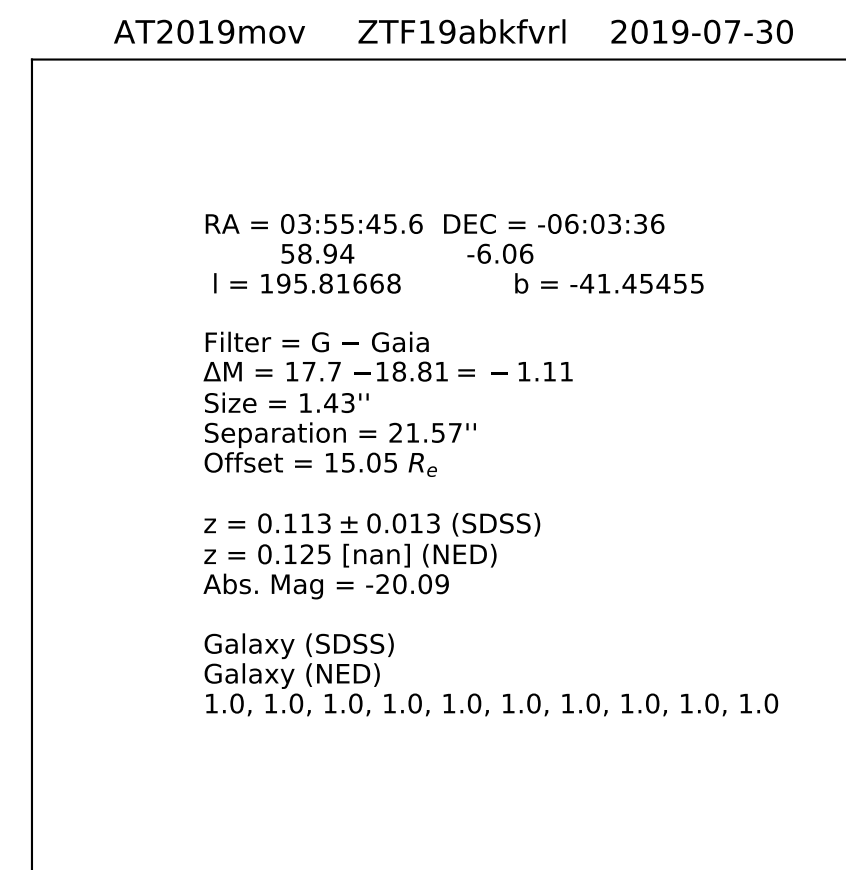 AT2019mov ZTF19abkfvrl 2019-07-30
RA = 03:55:45.6 DEC = -06:03:36
58.94 -6.06
l = 195.81668 b = -41.45455
Filter = G − Gaia
ΔM = 17.7 −18.81 = − 1.11
Size = 1.43''
Separation = 21.57''
Offset = 15.05 Rₑ
z = 0.113 ± 0.013 (SDSS)
z = 0.125 [nan] (NED)
Abs. Mag = -20.09
Galaxy (SDSS)
Galaxy (NED)
1.0, 1.0, 1.0, 1.0, 1.0, 1.0, 1.0, 1.0, 1.0, 1.0